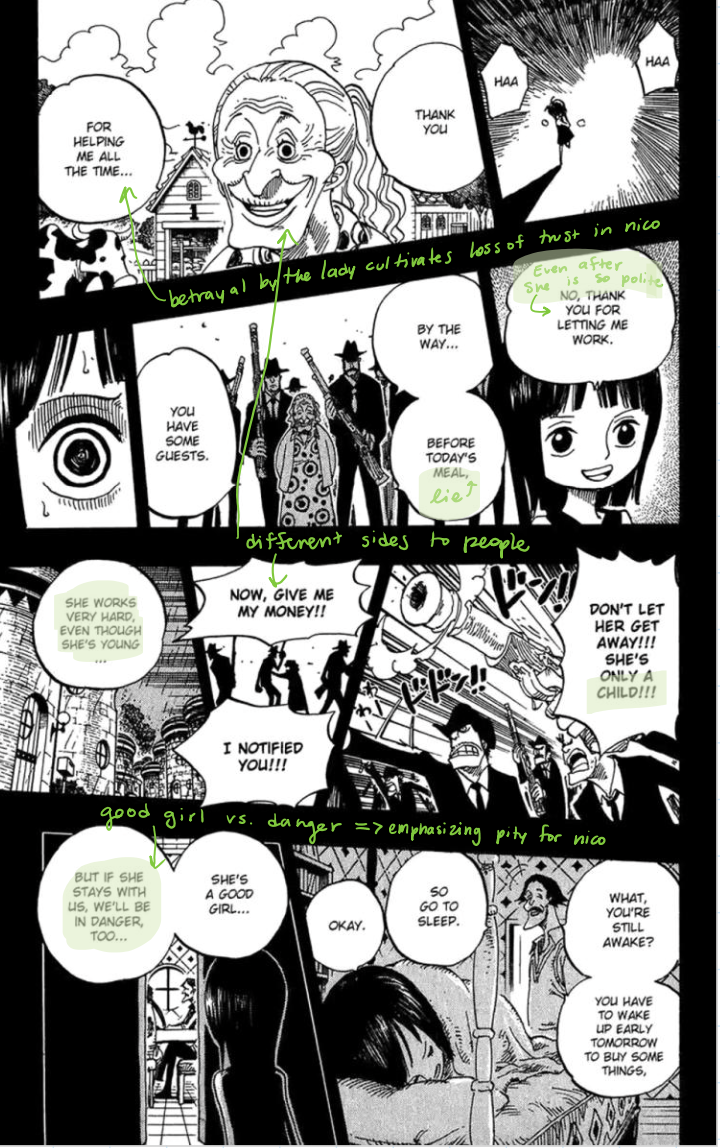 HAA
HAA
THANK
YOU
FOR
HELPING
ME ALL
THE TIME...
1
betrayal by the lady cultivates loss of trust in nico
Even after
she is so polite
NO, THANK
YOU FOR
LETTING ME
WORK.
BY THE
WAY...
BEFORE
TODAY'S
MEAL,
lie
YOU
HAVE
SOME
GUESTS.
different sides to people
DON'T LET
HER GET
AWAY!!!
SHE'S
ONLY A
CHILD!!!
ドン!!
ドドン!!
NOW, GIVE ME
MY MONEY!!
I NOTIFIED
YOU!!!
SHE WORKS
VERY HARD,
EVEN THOUGH
SHE'S YOUNG
...
good girl vs. danger => emphasizing pity for nico
WHAT,
YOU'RE
STILL
AWAKE?
YOU HAVE
TO WAKE
UP EARLY
TOMORROW
TO BUY SOME
THINGS,
SO
GO TO
SLEEP.
OKAY.
SHE'S
A GOOD
GIRL...
BUT IF SHE
STAYS WITH
US, WE'LL BE
IN DANGER,
TOO...